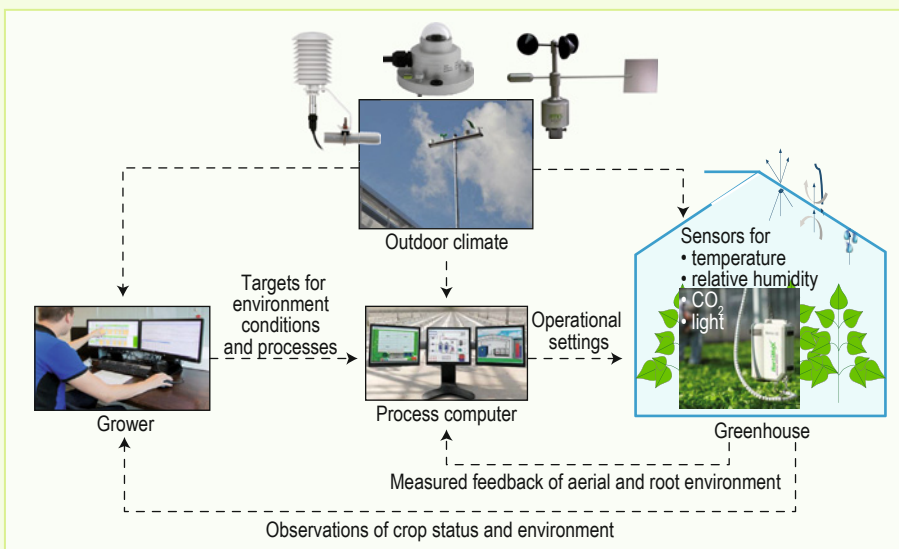 Outdoor climate
Sensors for
• temperature
• relative humidity
• CO₂
• light
Targets for
environment
conditions
and processes
Operational
settings
Grower
Process computer
Greenhouse
Measured feedback of aerial and root environment
Observations of crop status and environment